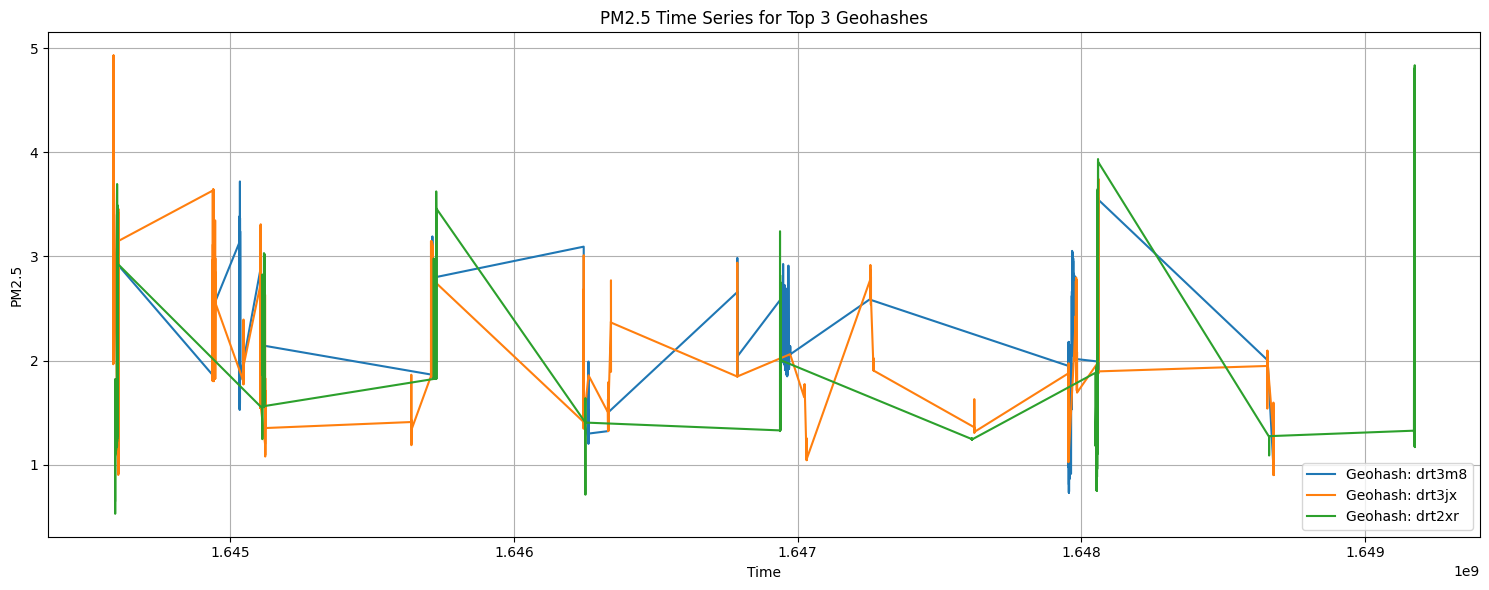 PM2.5 Time Series for Top 3 Geohashes
PM2.5
5
4
3
2
1
1.645
1.646
1.647
1.648
1.649
1e9
Time
Geohash: drt3m8
Geohash: drt3jx
Geohash: drt2xr